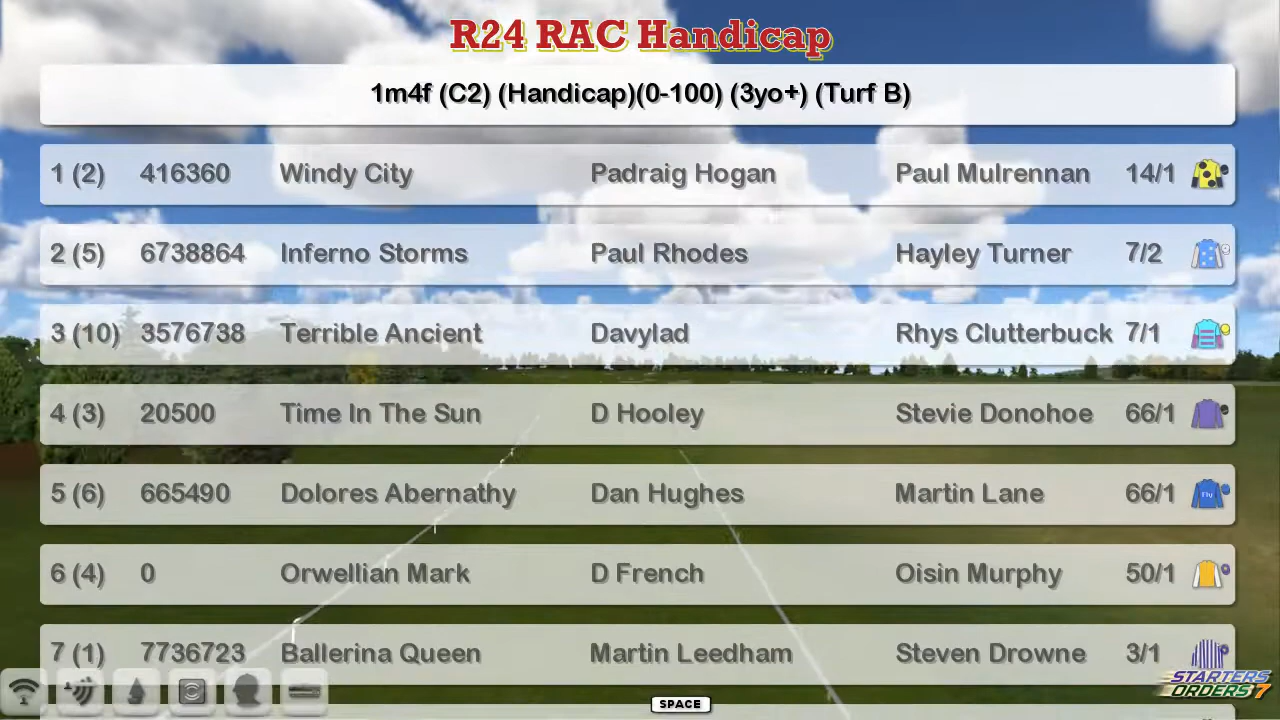 R24 RAC Handicap
1m4f (C2) (Handicap)(0-100) (3yo+) (Turf B)
1 (2) 416360 Windy City Padraig Hogan Paul Mulrennan 14/1
2 (5) 6738864 Inferno Storms Paul Rhodes Hayley Turner 7/2
3 (10) 3576738 Terrible Ancient Davylad Rhys Clutterbuck 7/1
4 (3) 20500 Time In The Sun D Hooley Stevie Donohoe 66/1
5 (6) 665490 Dolores Abernathy Dan Hughes Martin Lane 66/1 Fly
6 (4) 0 Orwellian Mark D French Oisin Murphy 50/1
7 (1) 7736723 Ballerina Queen Martin Leedham Steven Drowne 3/1
STARTERS
ORDERS 7
SPACE